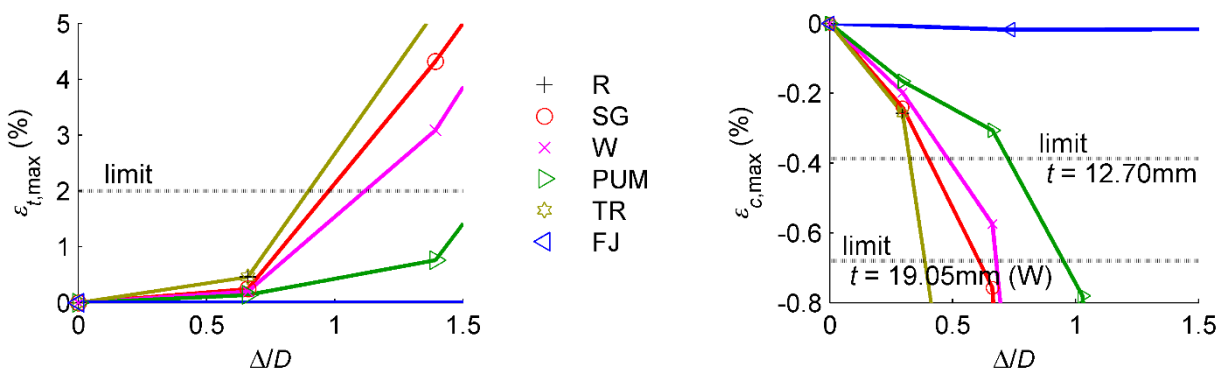 5
4
3
2
1
0
0
0.5
1
1.5
εt,max (%)
Δ/D
limit
R
SG
W
PUM
TR
FJ
0
-0.2
-0.4
-0.6
-0.8
0
0.5
1
1.5
εc,max (%)
Δ/D
limit
t = 12.70mm
limit
t = 19.05mm (W)